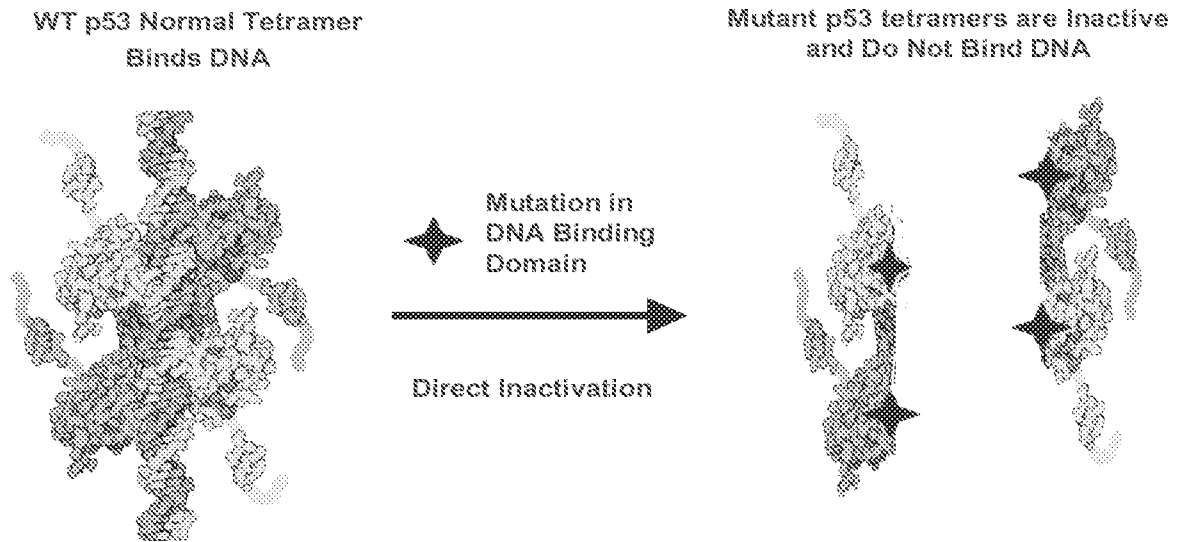 WT p53 Normal Tetramer
Binds DNA
Mutant p53 tetramers are Inactive
and Do Not Bind DNA
Mutation in
DNA Binding
Domain
Direct Inactivation